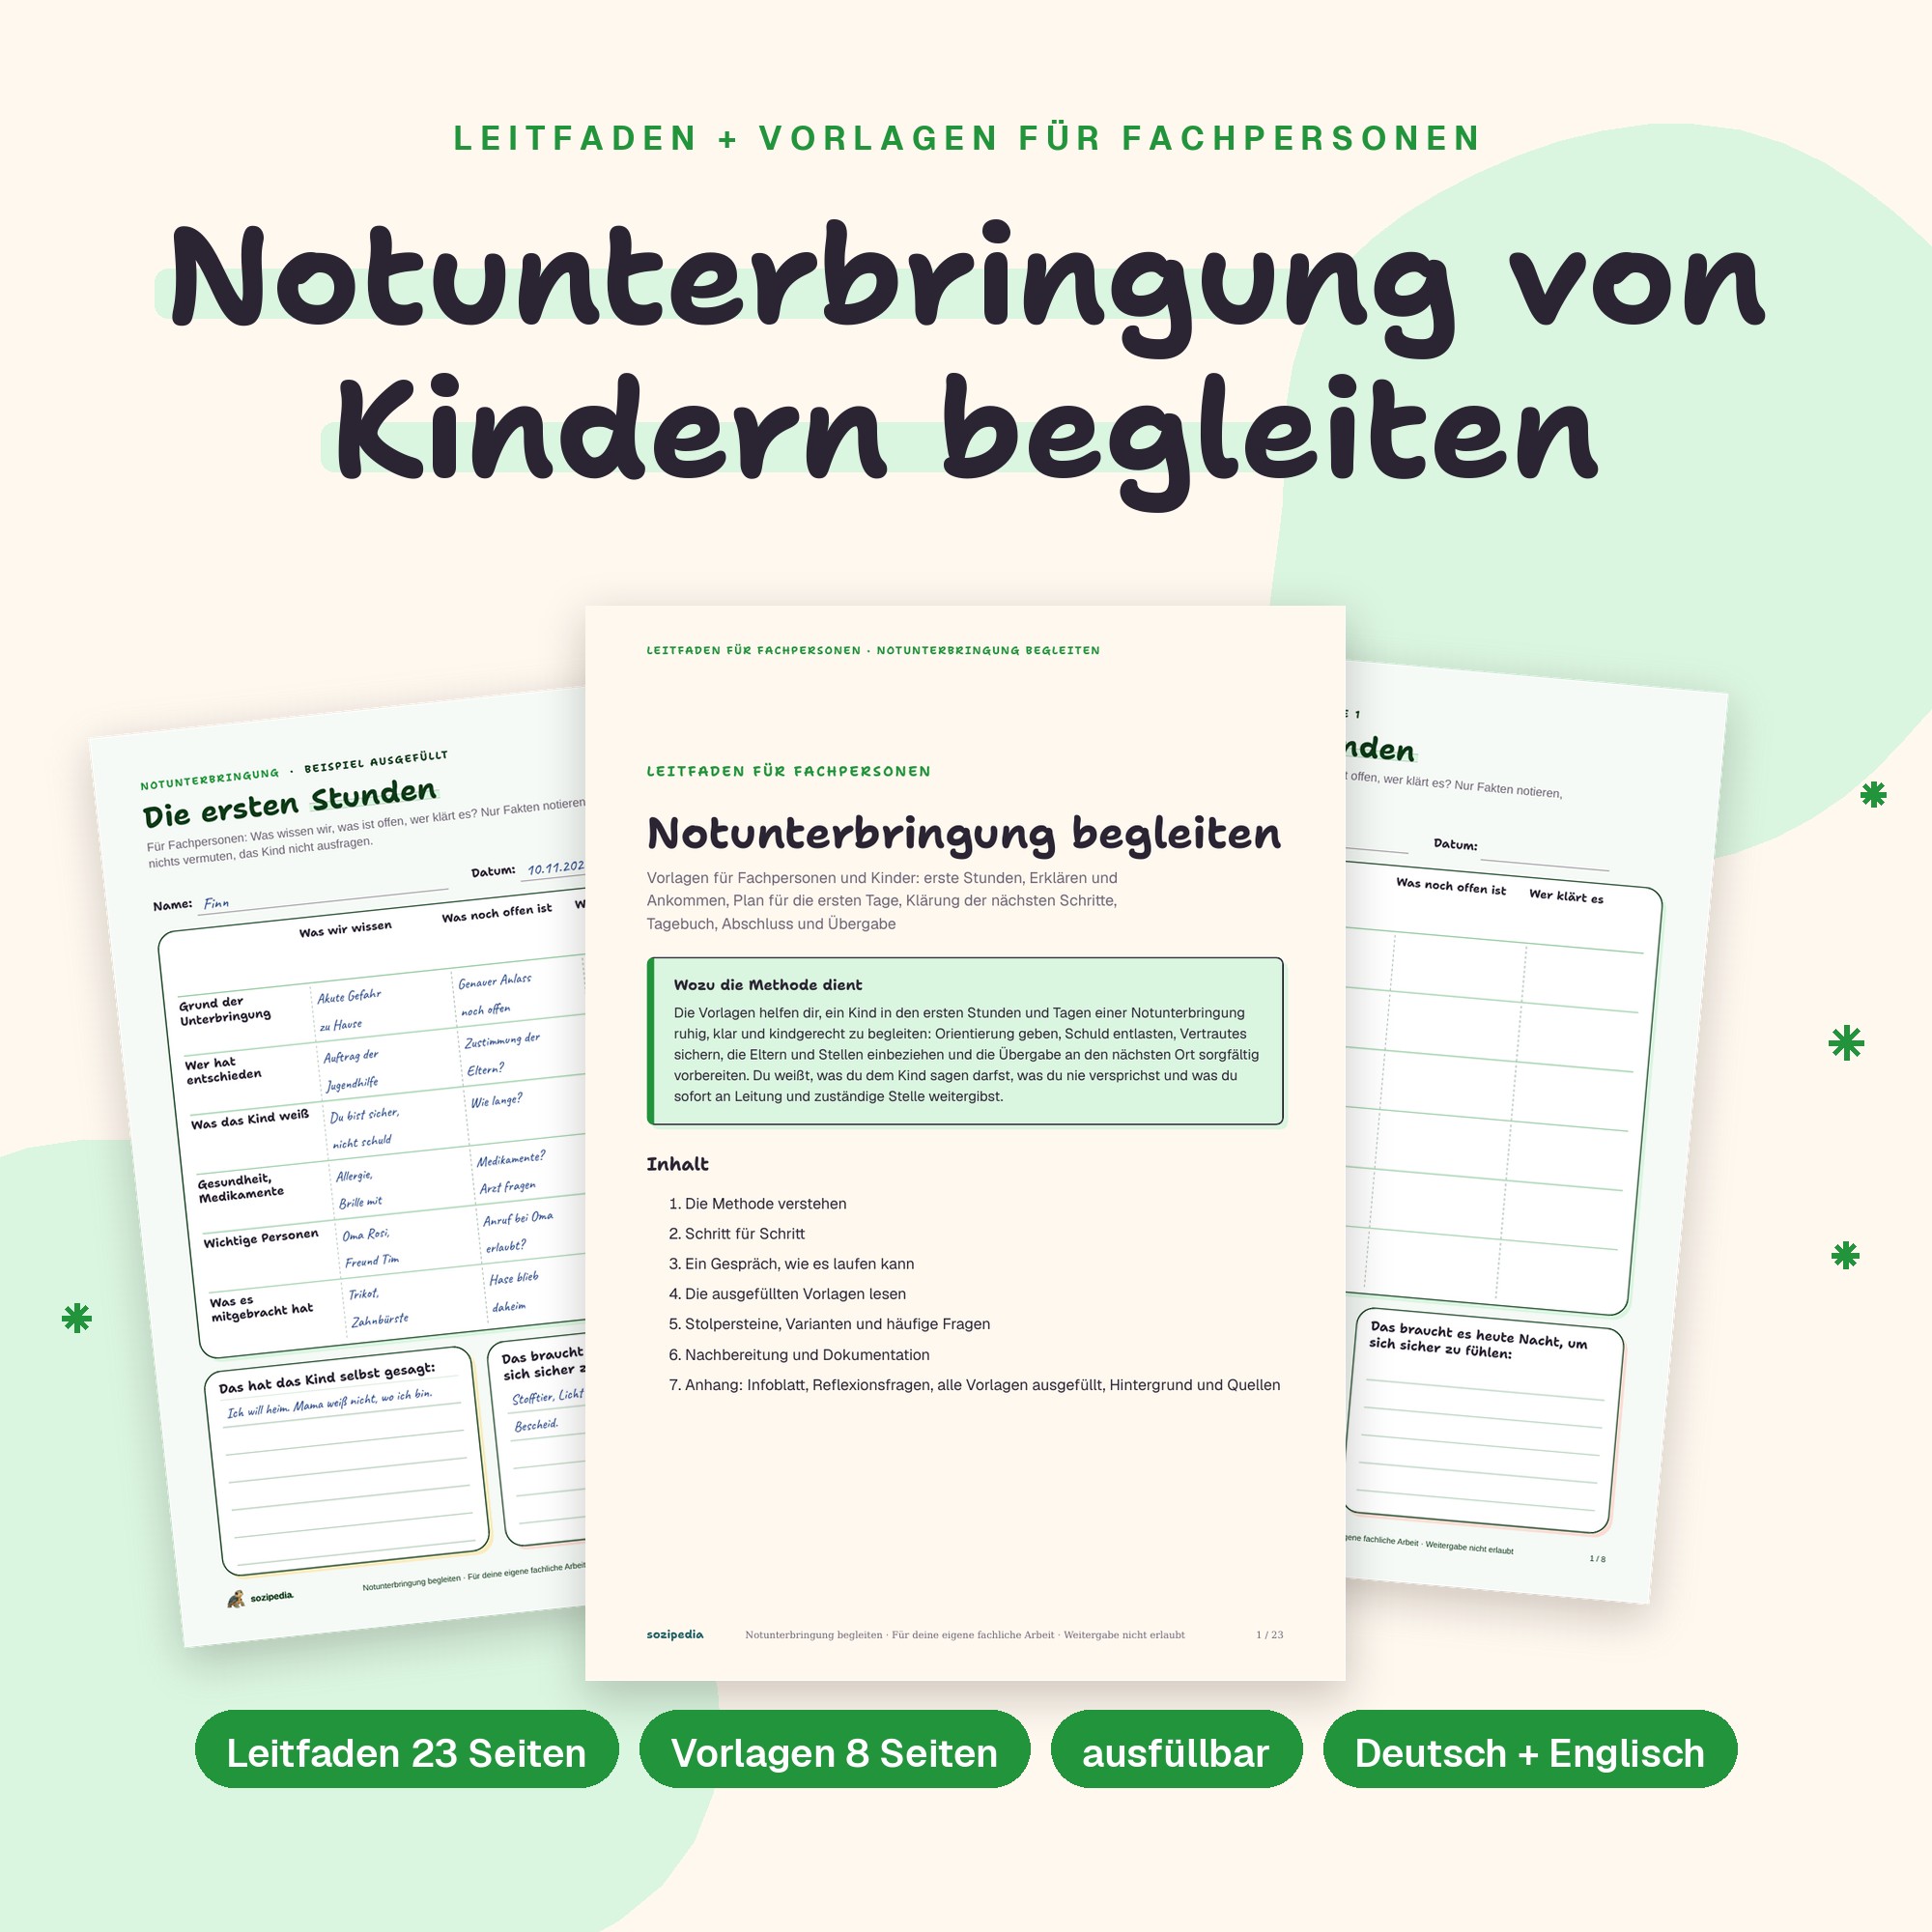 LEITFADEN + VORLAGEN FÜR FACHPERSONEN
Notunterbringung von
Kindern begleiten
NOTUNTERBRINGUNG · BEISPIEL AUSGEFÜLLT
Die ersten Stunden
Für Fachpersonen: Was wissen wir, was ist offen, wer klärt es? Nur Fakten notieren,
nichts vermuten, das Kind nicht ausfragen.
Name: Finn
Datum: 10.11.202
Was wir wissen
Was noch offen ist
Grund der
Unterbringung
Akute Gefahr
zu Hause
Genauer Anlass
noch offen
Wer hat
entschieden
Auftrag der
Jugendhilfe
Zustimmung der
Eltern?
Was das Kind weiß
Du bist sicher,
nicht schuld
Wie lange?
Gesundheit,
Medikamente
Allergie,
Brille mit
Medikamente?
Arzt fragen
Wichtige Personen
Oma Rosi,
Freund Tim
Anruf bei Oma
erlaubt?
Was es
mitgebracht hat
Trikot,
Zahnbürste
Hase blieb
daheim
Das hat das Kind selbst gesagt:
Ich will heim. Mama weiß nicht, wo ich bin.
Das braucht
sich sicher
Stofftier, Licht
Bescheid.
sozipedia.
Notunterbringung begleiten · Für deine eigene fachliche Arbeit
LEITFADEN FÜR FACHPERSONEN · NOTUNTERBRINGUNG BEGLEITEN
LEITFADEN FÜR FACHPERSONEN
Notunterbringung begleiten
Vorlagen für Fachpersonen und Kinder: erste Stunden, Erklären und
Ankommen, Plan für die ersten Tage, Klärung der nächsten Schritte,
Tagebuch, Abschluss und Übergabe
Wozu die Methode dient
Die Vorlagen helfen dir, ein Kind in den ersten Stunden und Tagen einer Notunterbringung
ruhig, klar und kindgerecht zu begleiten: Orientierung geben, Schuld entlasten, Vertrautes
sichern, die Eltern und Stellen einbeziehen und die Übergabe an den nächsten Ort sorgfältig
vorbereiten. Du weißt, was du dem Kind sagen darfst, was du nie versprichst und was du
sofort an Leitung und zuständige Stelle weitergibst.
Inhalt
1. Die Methode verstehen
2. Schritt für Schritt
3. Ein Gespräch, wie es laufen kann
4. Die ausgefüllten Vorlagen lesen
5. Stolpersteine, Varianten und häufige Fragen
6. Nachbereitung und Dokumentation
7. Anhang: Infoblatt, Reflexionsfragen, alle Vorlagen ausgefüllt, Hintergrund und Quellen
sozipedia
Notunterbringung begleiten · Für deine eigene fachliche Arbeit · Weitergabe nicht erlaubt
1 / 23
E 1
nden
t offen, wer klärt es? Nur Fakten notieren,
Datum:
Was noch offen ist
Wer klärt es
Das braucht es heute Nacht, um
sich sicher zu fühlen:
gene fachliche Arbeit · Weitergabe nicht erlaubt
1 / 8
Leitfaden 23 Seiten
Vorlagen 8 Seiten
ausfüllbar
Deutsch + Englisch